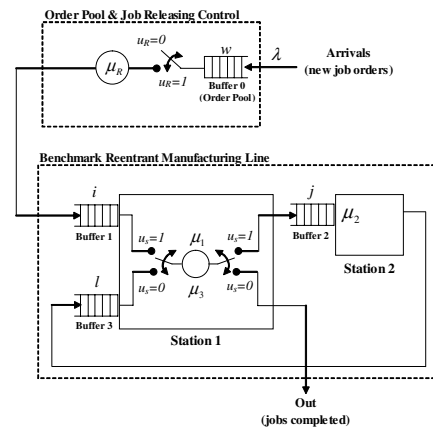 Order Pool & Job Releasing Control
u_R=0
w
λ
Arrivals
(new job orders)
μ_R
u_R=1
Buffer 0
(Order Pool)
Benchmark Reentrant Manufacturing Line
i
j
Buffer 1
u_s=1
μ_1
u_s=1
Buffer 2
μ_2
l
u_s=0
μ_3
u_s=0
Station 2
Buffer 3
Station 1
Out
(jobs completed)